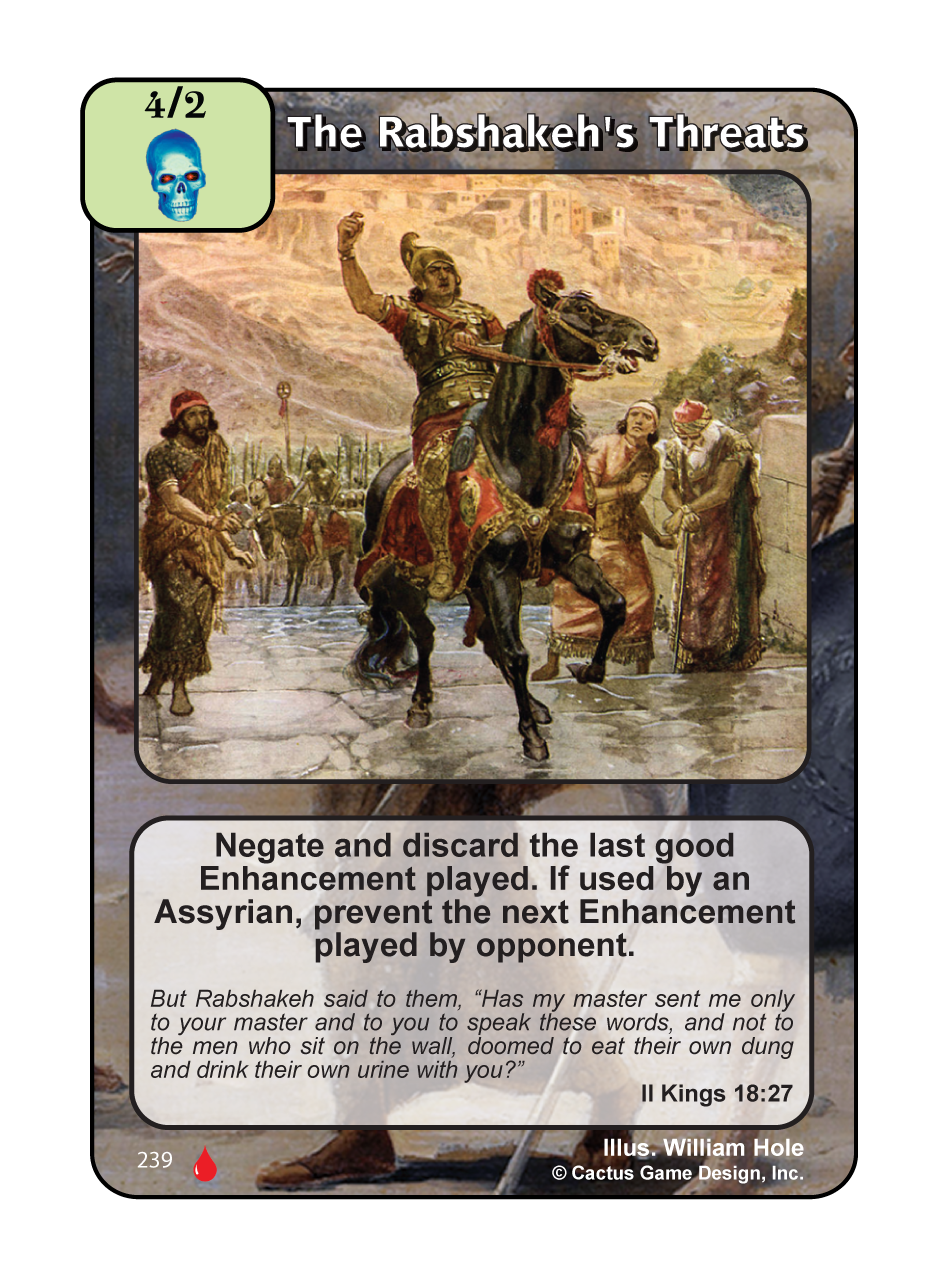 4/2
The Rabshakeh's Threats
Negate and discard the last good
Enhancement played. If used by an
Assyrian, prevent the next Enhancement
played by opponent.
But Rabshakeh said to them, “Has my master sent me only
to your master and to you to speak these words, and not to
the men who sit on the wall, doomed to eat their own dung
and drink their own urine with you?”
II Kings 18:27
239
Illus. William Hole
© Cactus Game Design, Inc.